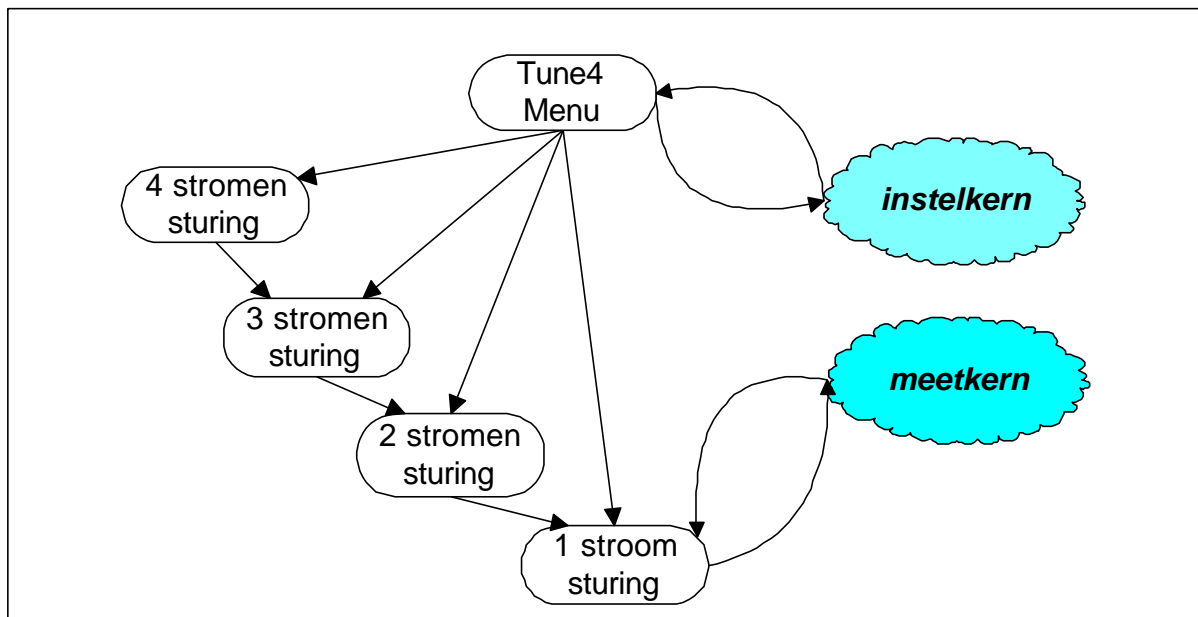 Tune4
Menu
4 stromen
sturing
instelkern
3 stromen
sturing
meetkern
2 stromen
sturing
1 stroom
sturing